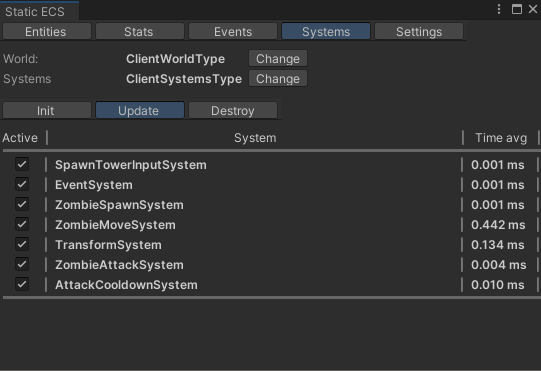 Static ECS
Entities Stats Events Systems Settings
World: ClientWorldType Change
Systems ClientSystemsType Change
Init Update Destroy
Active System Time avg
SpawnTowerInputSystem 0.001 ms
EventSystem 0.001 ms
ZombieSpawnSystem 0.001 ms
ZombieMoveSystem 0.442 ms
TransformSystem 0.134 ms
ZombieAttackSystem 0.004 ms
AttackCooldownSystem 0.010 ms